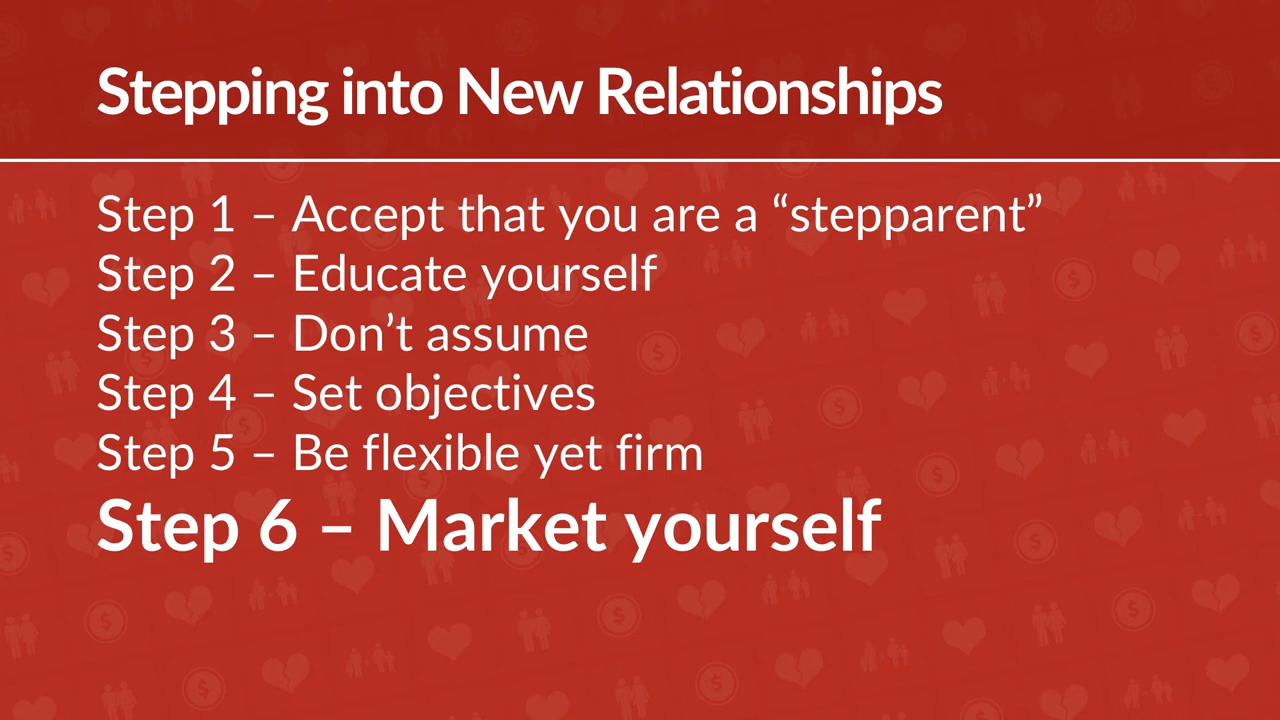 Stepping into New Relationships
Step 1 – Accept that you are a “stepparent”
Step 2 – Educate yourself
Step 3 – Don’t assume
Step 4 – Set objectives
Step 5 – Be flexible yet firm
Step 6 – Market yourself